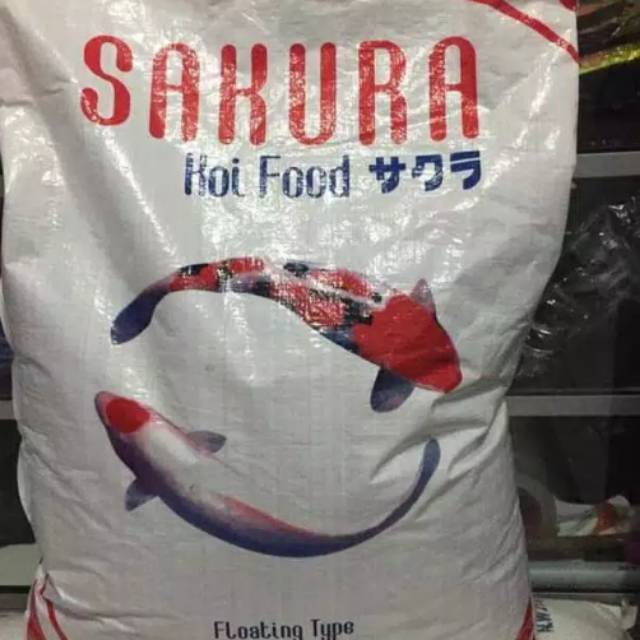 SAKURA
Koi Food サクラ
Floating Type